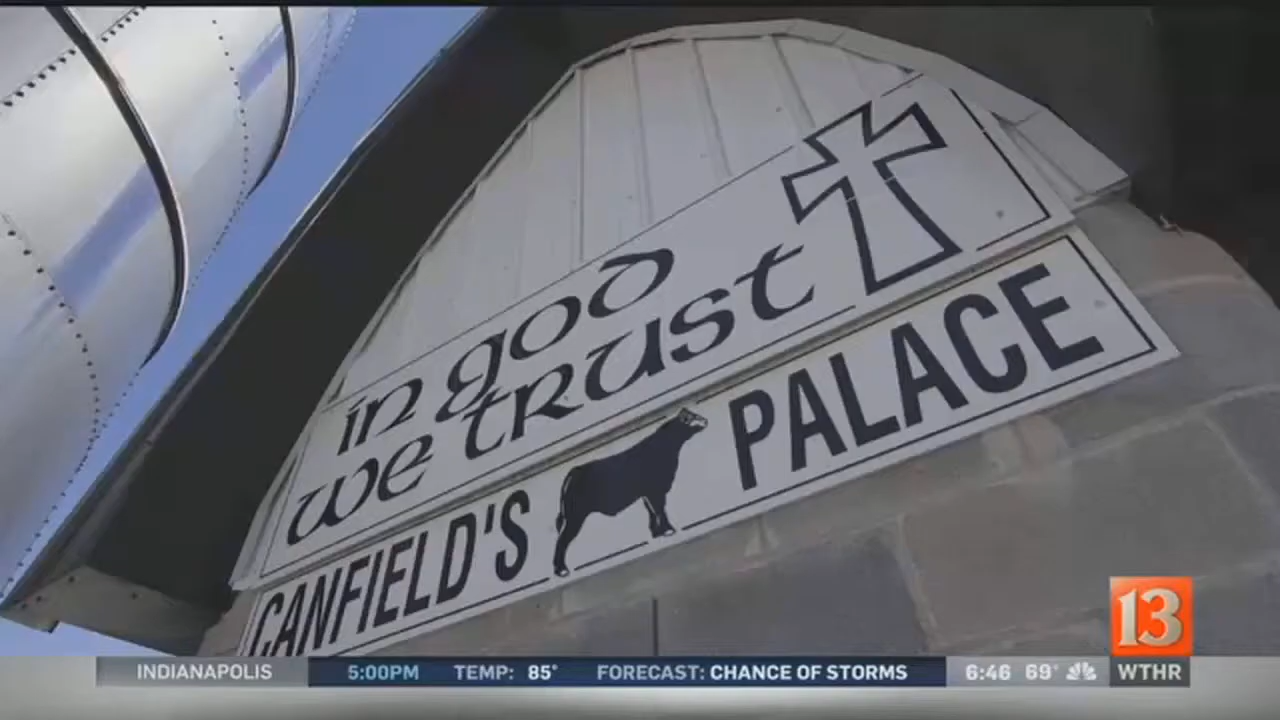 in god
we trust
CANFIELD'S PALACE
13
WTHR
INDIANAPOLIS 5:00PM TEMP: 85° FORECAST: CHANCE OF STORMS 6:46 69°